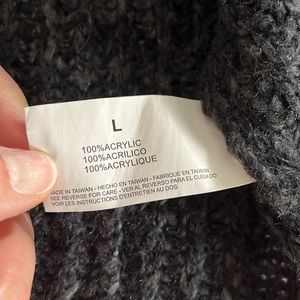 L
100%ACRYLIC
100%ACRILICO
100%ACRYLIQUE
MADE IN TAIWAN - HECHO EN TAIWAN - FABRIQUE EN TAIWAN
SEE REVERSE FOR CARE - VER AL REVERSO PARA EL CUIDADO
VOIR LES INSTRUCTIONS D'ENTRETIEN AU DOS